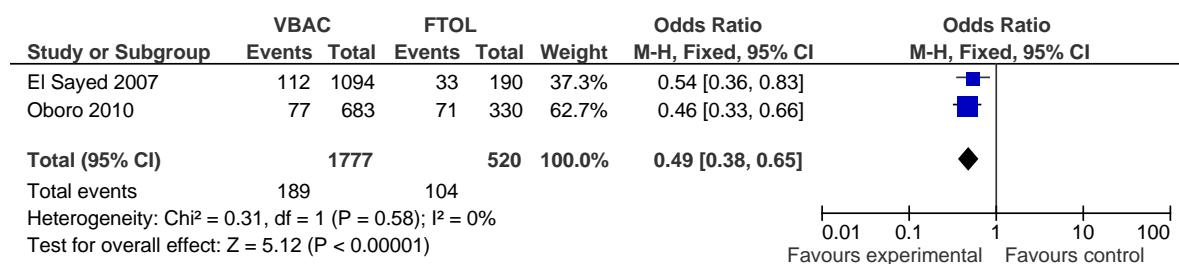 VBAC FTOL Odds Ratio Odds Ratio
Study or Subgroup Events Total Events Total Weight M-H, Fixed, 95% CI M-H, Fixed, 95% CI
El Sayed 2007 112 1094 33 190 37.3% 0.54 [0.36, 0.83]
Oboro 2010 77 683 71 330 62.7% 0.46 [0.33, 0.66]
Total (95% CI) 1777 520 100.0% 0.49 [0.38, 0.65]
Total events 189 104
Heterogeneity: Chi² = 0.31, df = 1 (P = 0.58); I² = 0%
Test for overall effect: Z = 5.12 (P < 0.00001)
0.01 0.1 1 10 100
Favours experimental Favours control